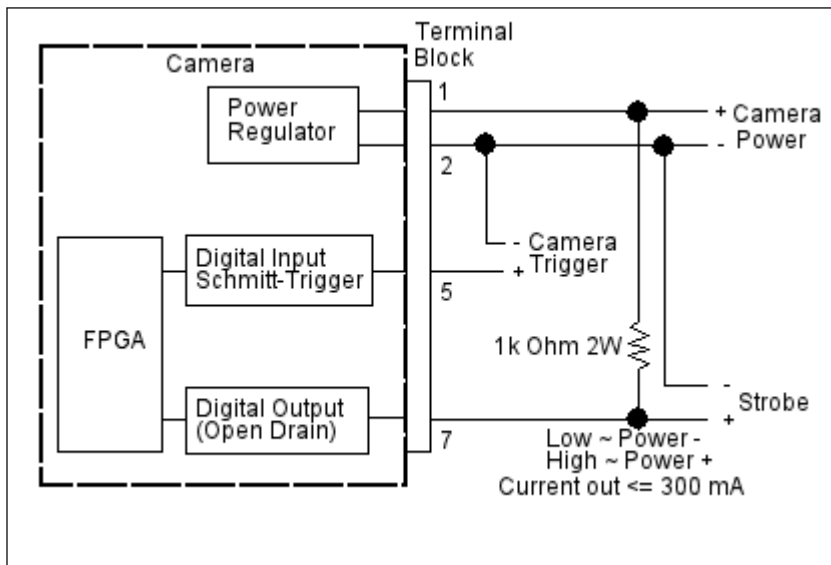 Terminal
Block
Camera
1
Power
Regulator
+ Camera
- Power
2
Digital Input
Schmitt-Trigger
- Camera
+ Trigger
5
FPGA
1k Ohm 2W
Digital Output
(Open Drain)
-
Strobe
+
7
Low ~ Power -
High ~ Power +
Current out <= 300 mA